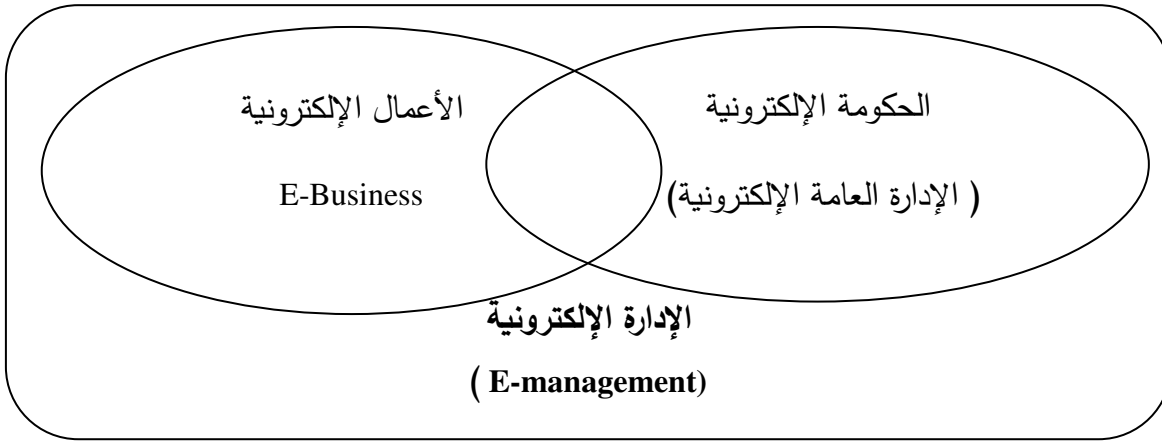 الحكومة الإلكترونية
( الإدارة العامة الإلكترونية)
الأعمال الإلكترونية
E-Business
الإدارة الإلكترونية
( E-management)